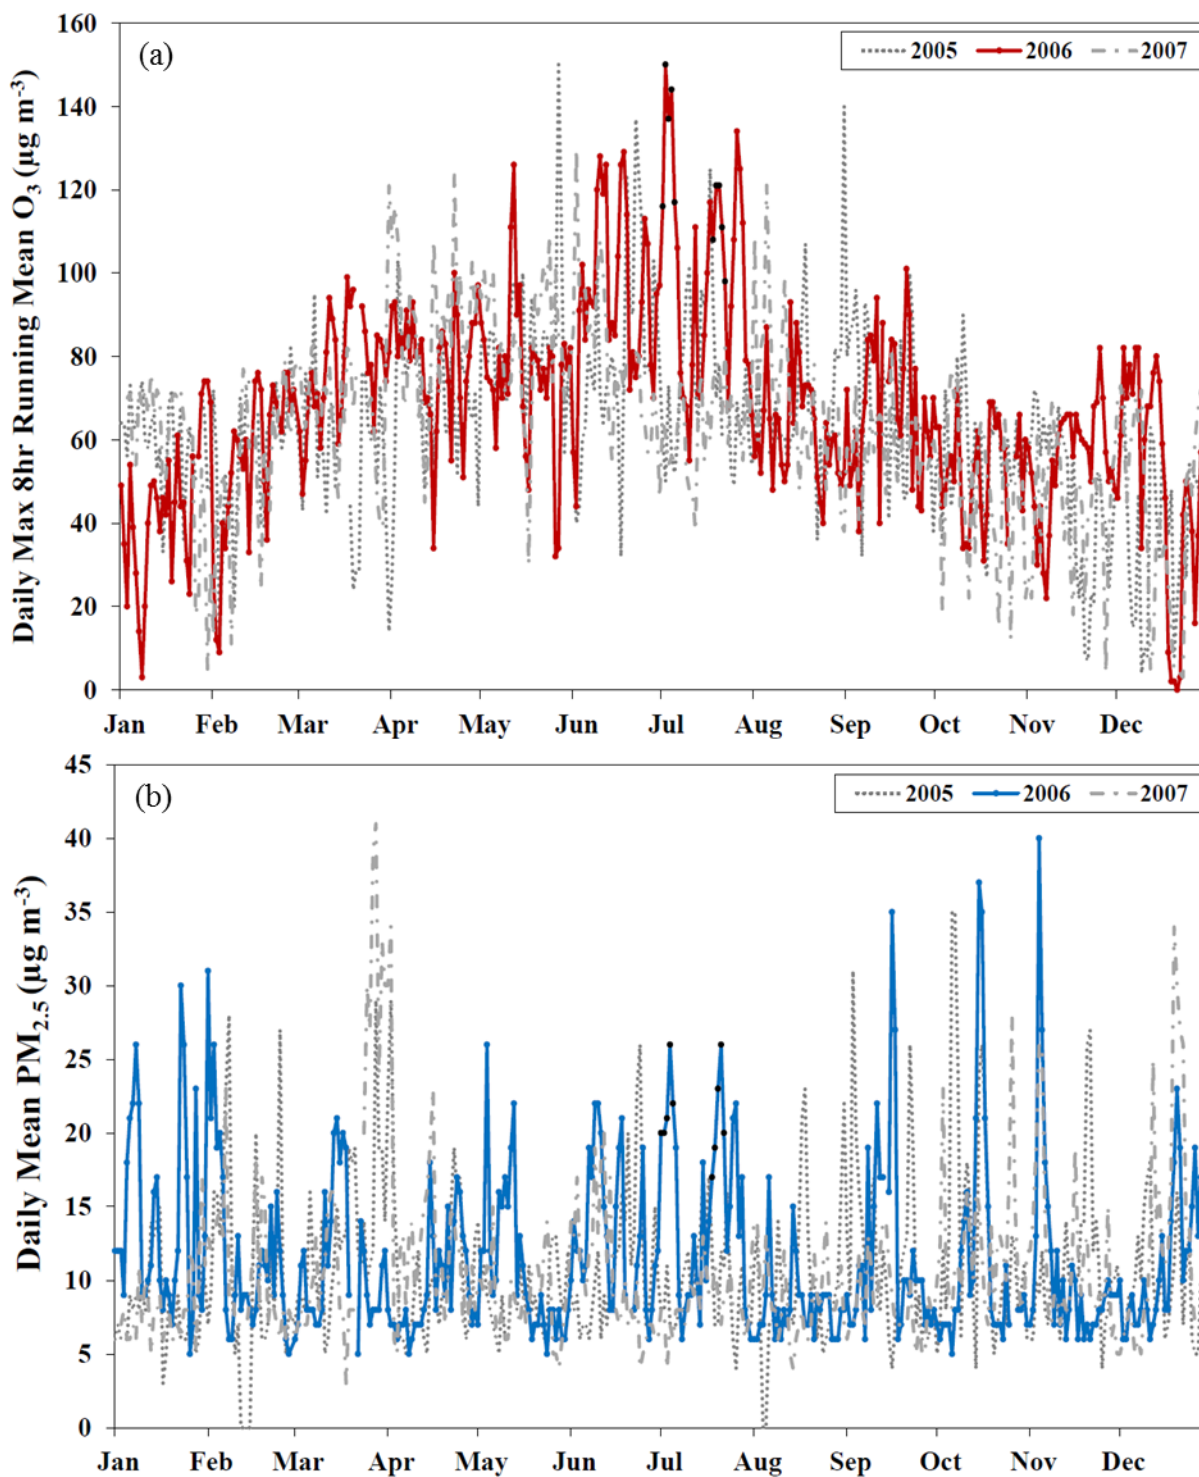 Daily Max 8hr Running Mean O₃ (µg m⁻³)
160
140
120
100
80
60
40
20
0
(a)
2005 2006 2007
Jan Feb Mar Apr May Jun Jul Aug Sep Oct Nov Dec
Daily Mean PM₂.₅ (µg m⁻³)
45
40
35
30
25
20
15
10
5
0
(b)
2005 2006 2007
Jan Feb Mar Apr May Jun Jul Aug Sep Oct Nov Dec